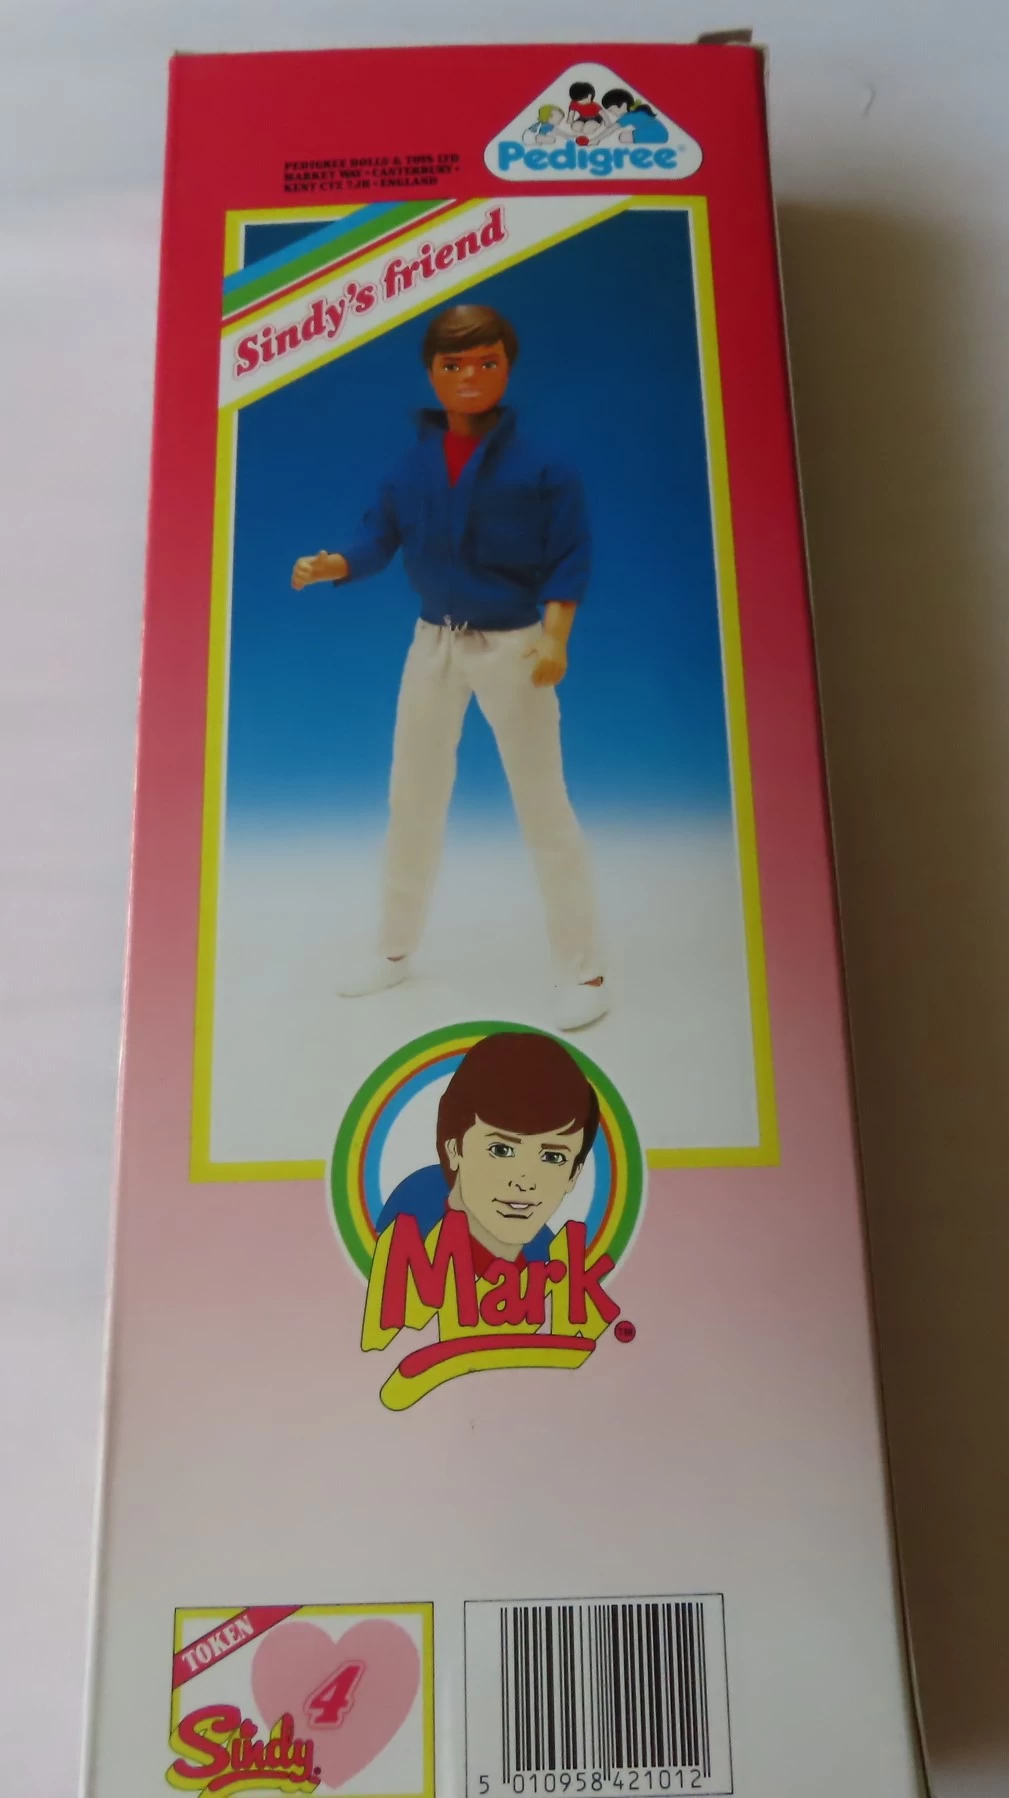 Pedigree
PEDIGREE DOLLS & TOYS LTD
MARKET WAY • CANTERBURY •
KENT CT2 7JR • ENGLAND
Sindy's friend
Mark TM
TOKEN
4
Sindy
5 010958 421012